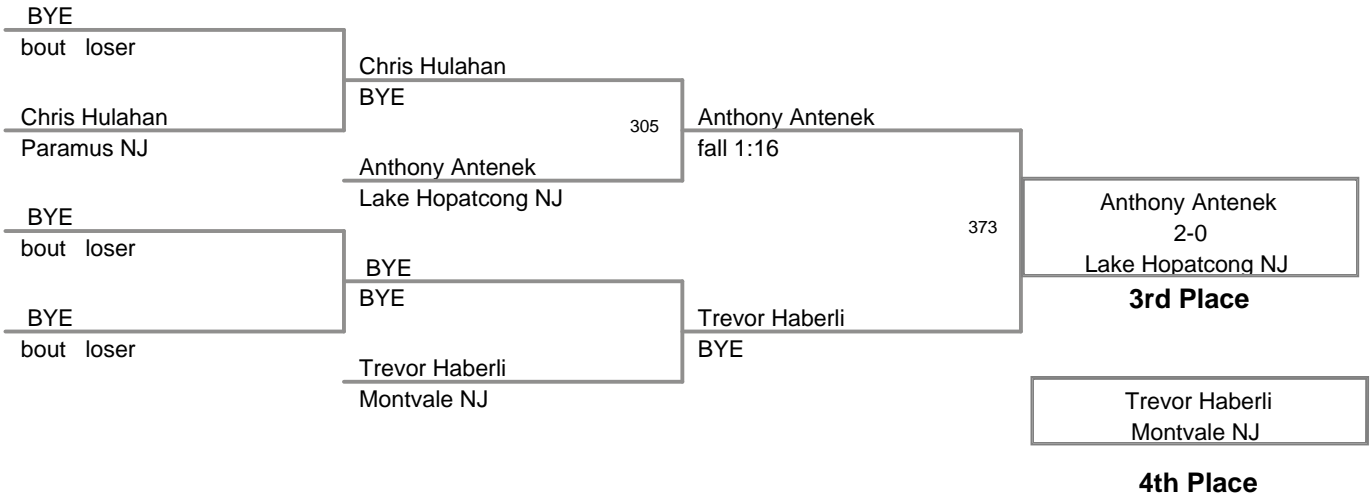 BYE
bout loser
Chris Hulahan
BYE
Chris Hulahan
Paramus NJ
305
Anthony Antenek
fall 1:16
Anthony Antenek
Lake Hopatcong NJ
BYE
bout loser
373
Anthony Antenek
2-0
Lake Hopatcong NJ
3rd Place
BYE
BYE
BYE
bout loser
Trevor Haberli
BYE
Trevor Haberli
Montvale NJ
Trevor Haberli
Montvale NJ
4th Place